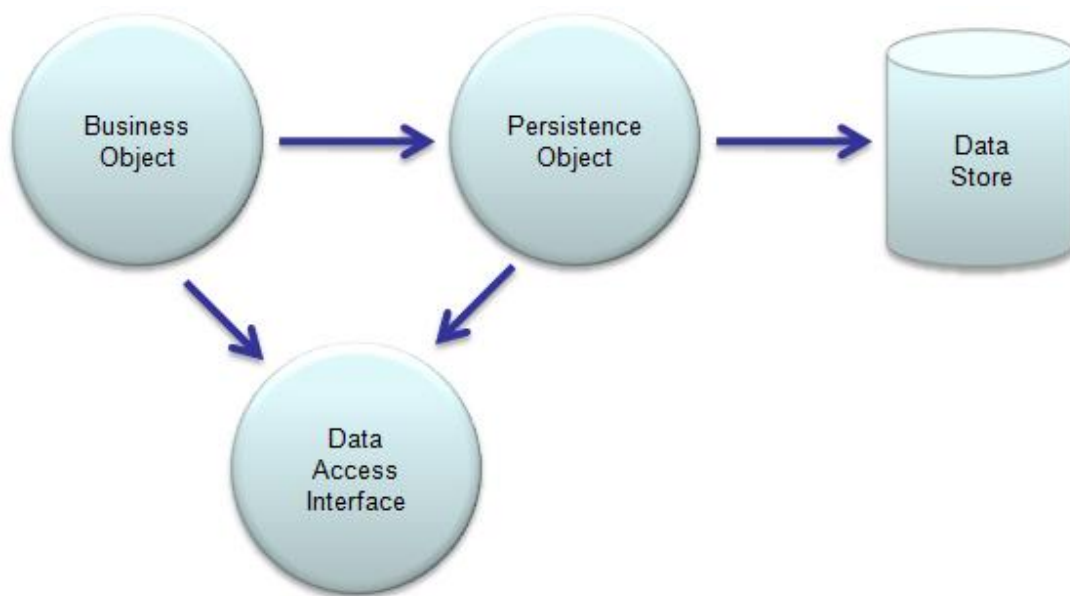 Business
Object
Persistence
Object
Data
Store
Data
Access
Interface